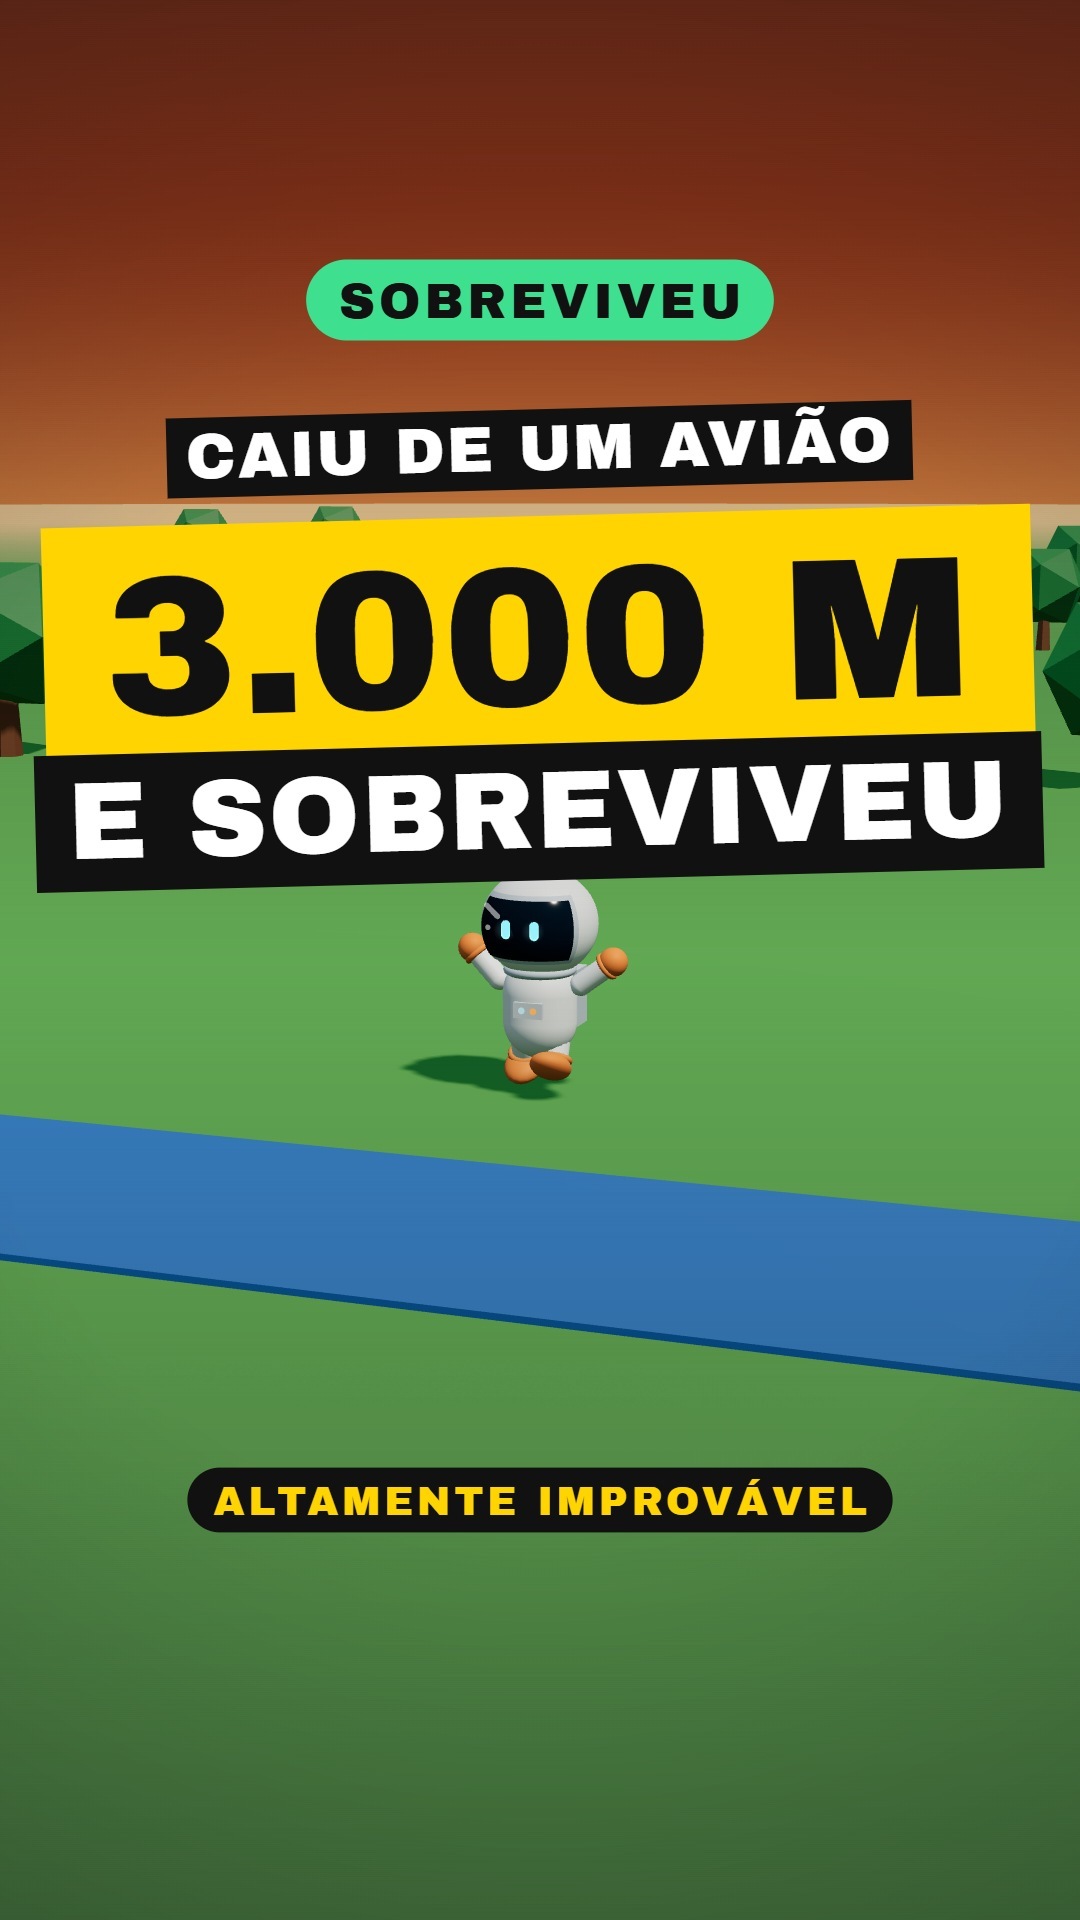 SOBREVIVEU
CAIU DE UM AVIÃO
3.000 M
E SOBREVIVEU
ALTAMENTE IMPROVÁVEL